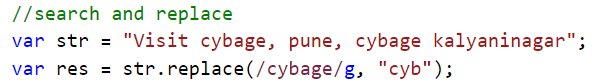 //search and replace
var str = "Visit cybage, pune, cybage kalyaninagar";
var res = str.replace(/cybage/g, "cyb");